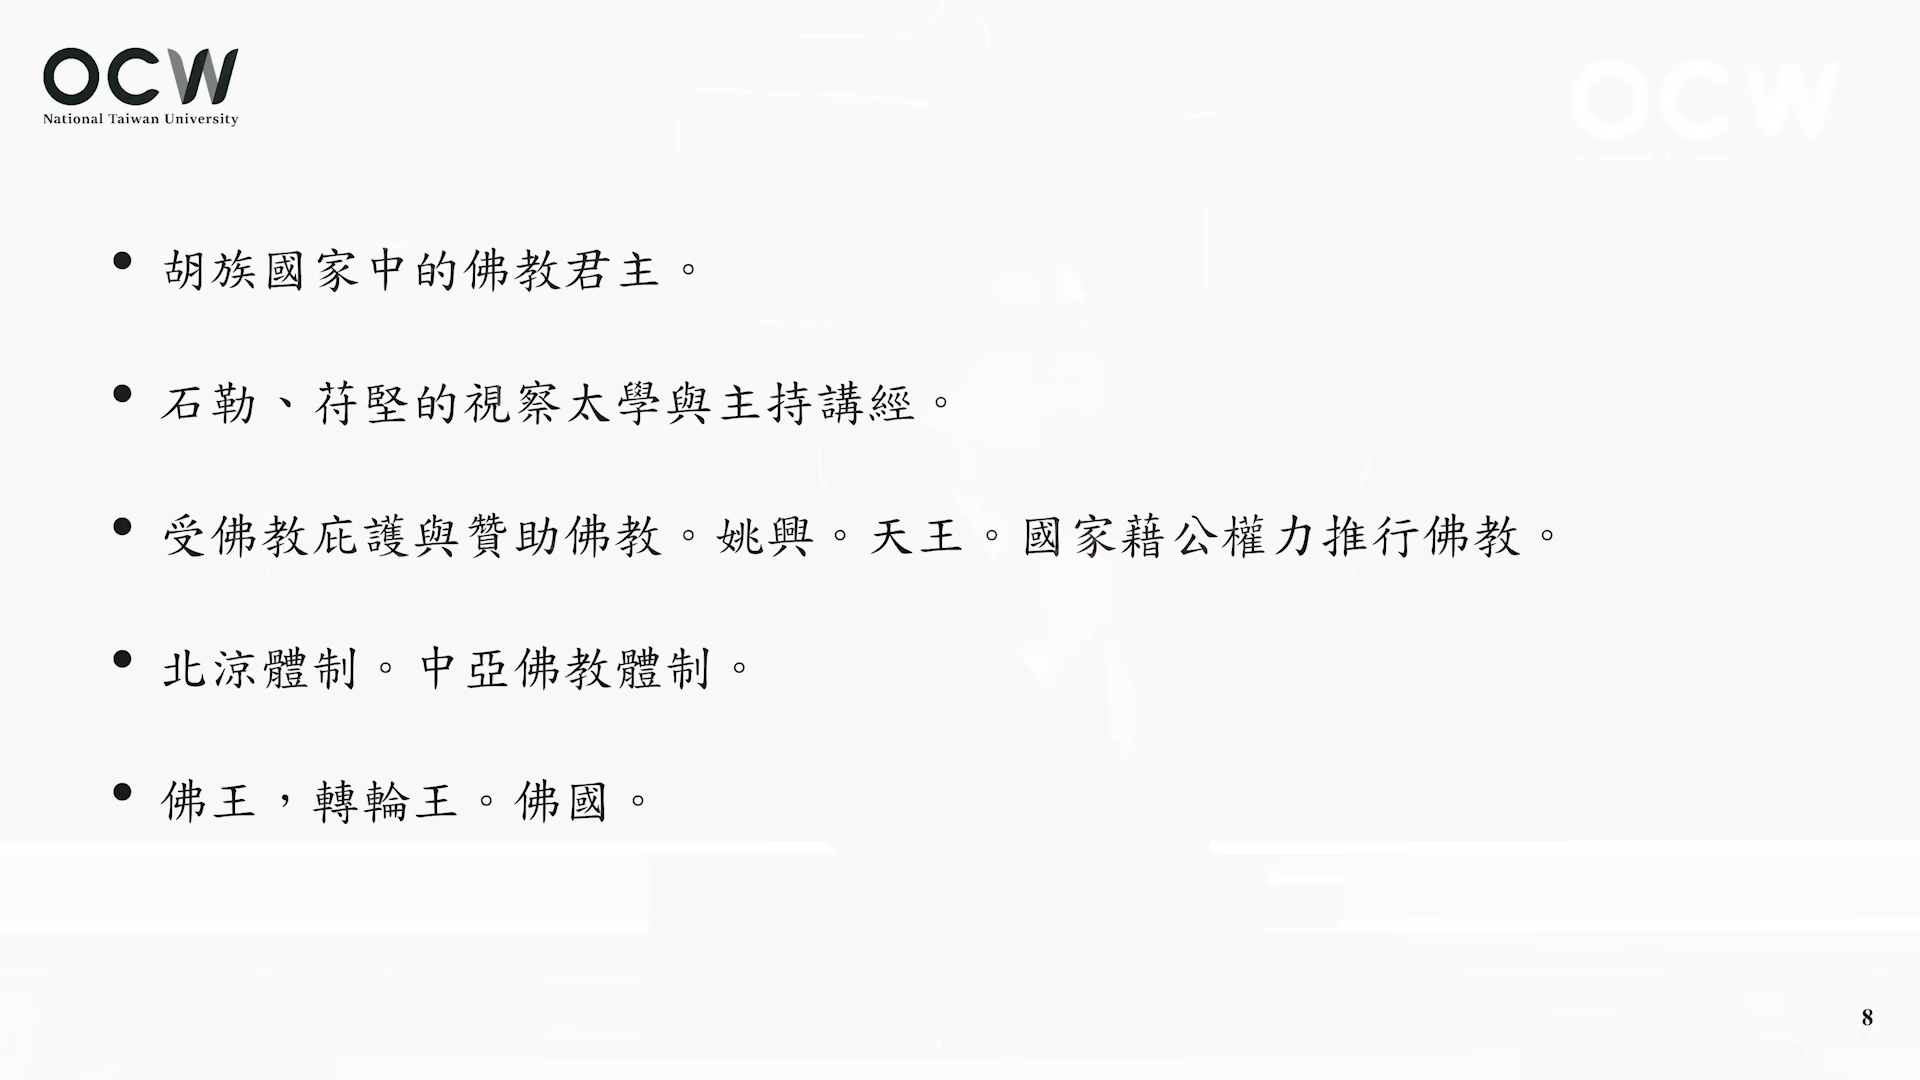 OCW
National Taiwan University
OCW
• 胡族國家中的佛教君主。
• 石勒、苻堅的視察太學與主持講經。
• 受佛教庇護與贊助佛教。姚興。天王。國家藉公權力推行佛教。
• 北涼體制。中亞佛教體制。
• 佛王，轉輪王。佛國。
8